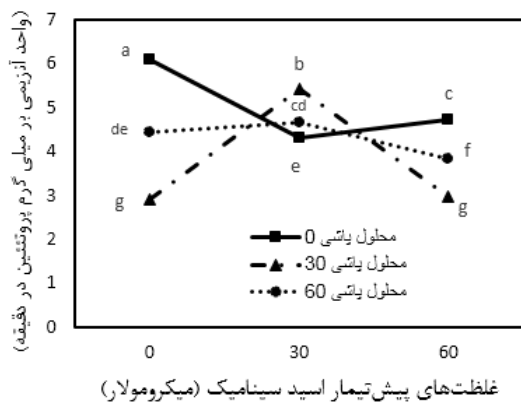 (واحد آنزیمی بر میلی گرم پروتئین در دقیقه)
7
6
5
4
3
2
1
0
a
b
c
cd
de
e
f
g
g
محلول پاشی 0
محلول پاشی 30
محلول پاشی 60
0 30 60
غلظت‌های پیش‌تیمار اسید سینامیک (میکرومولار)